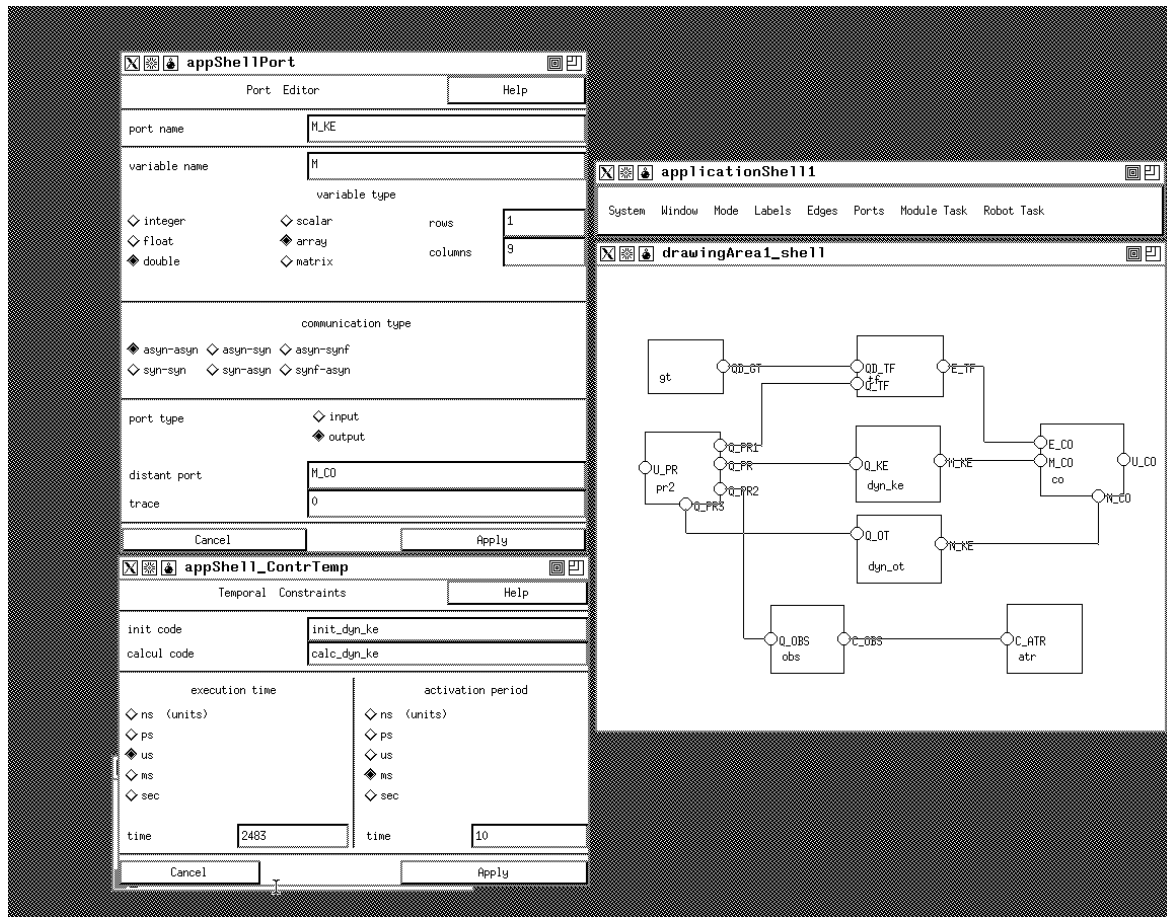 appShellPort
Port Editor
Help
port name
M_KE
variable name
M
variable type
integer
scalar
rows
1
float
array
columns
9
double
matrix
communication type
asyn-asyn
asyn-syn
asyn-synf
syn-syn
syn-asyn
synf-asyn
port type
input
output
distant port
M_CO
trace
0
Cancel
Apply
appShell_ContrTemp
Temporal Constraints
Help
init code
init_dyn_ke
calcul code
calc_dyn_ke
execution time
activation period
ns (units)
ns (units)
ps
ps
us
us
ms
ms
sec
sec
time
2483
time
10
Cancel
Apply
applicationShell1
System Window Mode Labels Edges Ports Module Task Robot Task
drawingArea1_shell
gt
QD_GT
QD_TF
tf
Q_TF
E_TF
U_PR
pr2
Q_PR1
Q_PR
Q_PR2
Q_PR3
Q_KE
dyn_ke
M_KE
E_CO
M_CO
co
U_CO
N_CO
Q_OT
dyn_ot
N_KE
Q_OBS
obs
C_OBS
C_ATR
atr